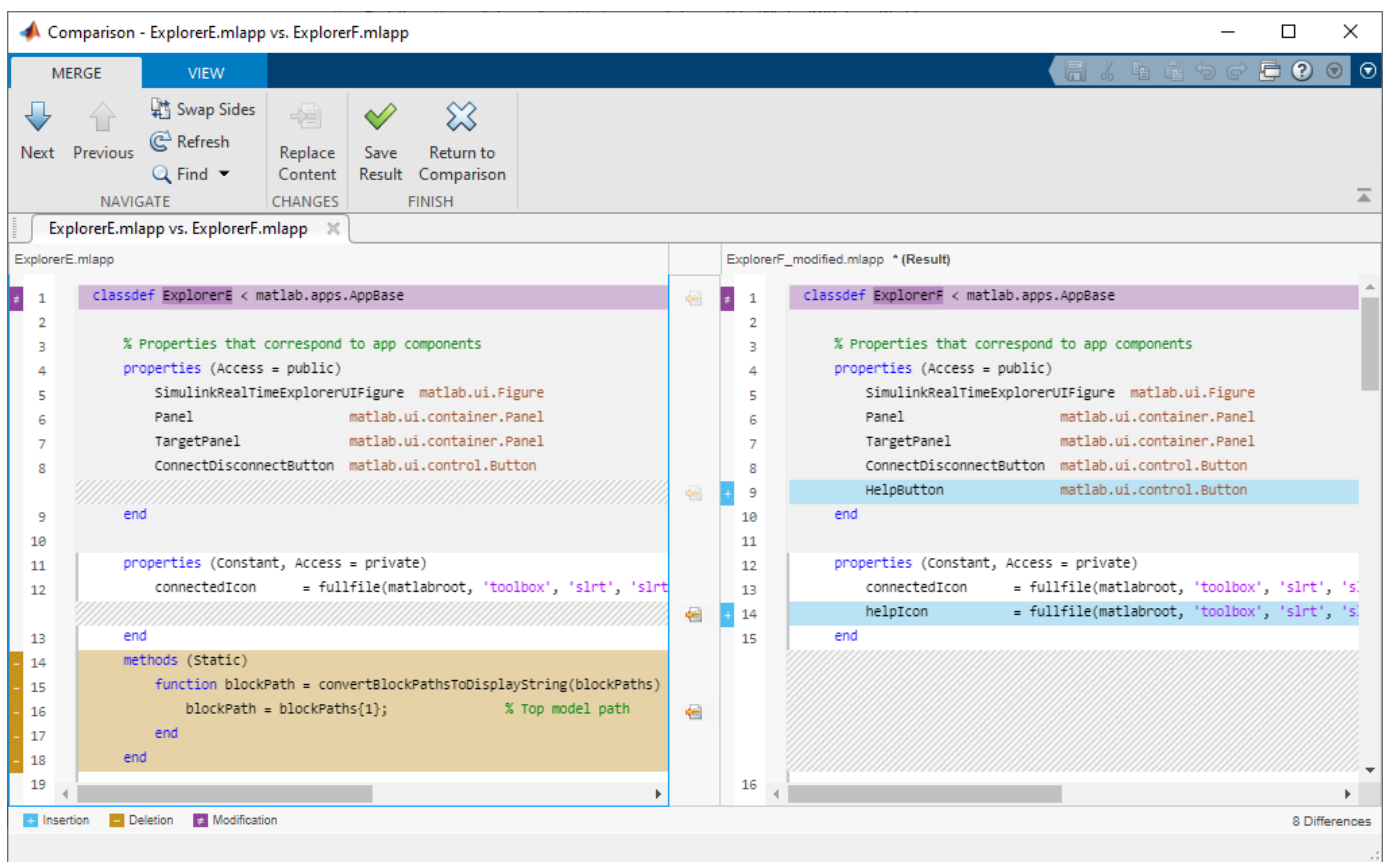 Comparison - ExplorerE.mlapp vs. ExplorerF.mlapp
MERGE VIEW
Next Previous Swap Sides Refresh Find
Replace Content Save Result Return to Comparison
NAVIGATE CHANGES FINISH
ExplorerE.mlapp vs. ExplorerF.mlapp
ExplorerE.mlapp
≠ 1 classdef ExplorerE < matlab.apps.AppBase
2
3 % Properties that correspond to app components
4 properties (Access = public)
5 SimulinkRealTimeExplorerUIFigure matlab.ui.Figure
6 Panel matlab.ui.container.Panel
7 TargetPanel matlab.ui.container.Panel
8 ConnectDisconnectButton matlab.ui.control.Button
9 end
10
11 properties (Constant, Access = private)
12 connectedIcon = fullfile(matlabroot, 'toolbox', 'slrt', 'slrt
13 end
- 14 methods (Static)
- 15 function blockPath = convertBlockPathsToDisplayString(blockPaths)
- 16 blockPath = blockPaths{1}; % Top model path
- 17 end
- 18 end
19
ExplorerF_modified.mlapp * (Result)
≠ 1 classdef ExplorerF < matlab.apps.AppBase
2
3 % Properties that correspond to app components
4 properties (Access = public)
5 SimulinkRealTimeExplorerUIFigure matlab.ui.Figure
6 Panel matlab.ui.container.Panel
7 TargetPanel matlab.ui.container.Panel
8 ConnectDisconnectButton matlab.ui.control.Button
+ 9 HelpButton matlab.ui.control.Button
10 end
11
12 properties (Constant, Access = private)
13 connectedIcon = fullfile(matlabroot, 'toolbox', 'slrt', 's
+ 14 helpIcon = fullfile(matlabroot, 'toolbox', 'slrt', 's
15 end
16
+ Insertion - Deletion ≠ Modification
8 Differences